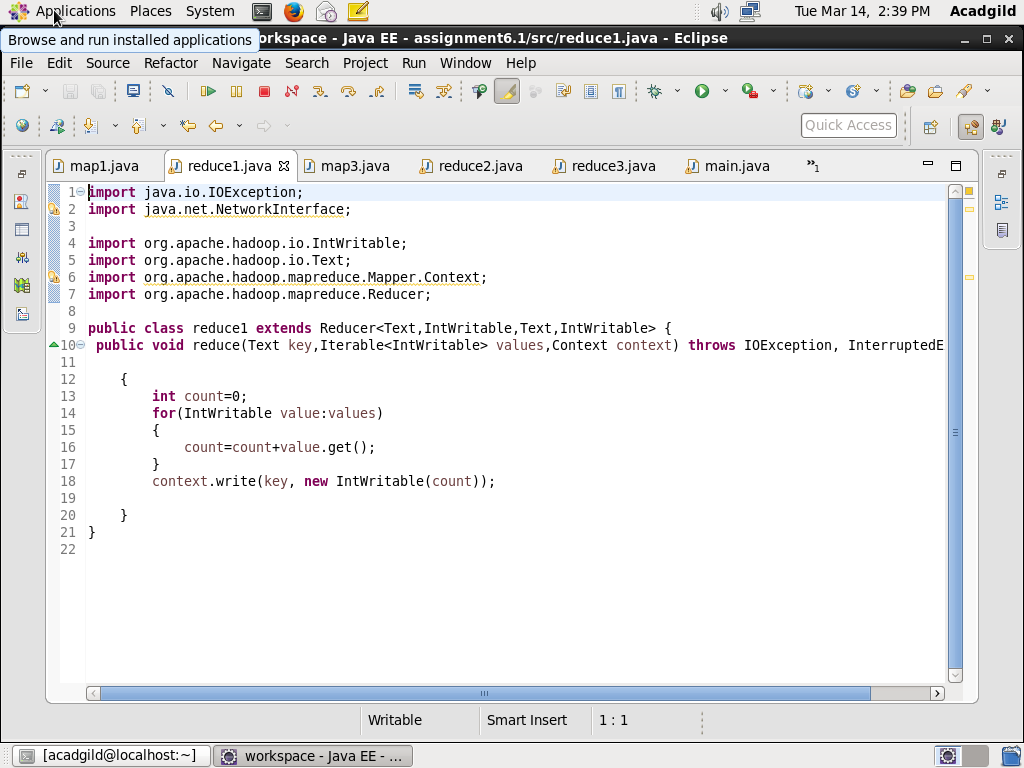 Applications Places System Tue Mar 14, 2:39 PM Acadgild
Browse and run installed applications
orkspace - Java EE - assignment6.1/src/reduce1.java - Eclipse
File Edit Source Refactor Navigate Search Project Run Window Help
Quick Access
map1.java reduce1.java map3.java reduce2.java reduce3.java main.java »1
1 import java.io.IOException;
2 import java.net.NetworkInterface;
3
4 import org.apache.hadoop.io.IntWritable;
5 import org.apache.hadoop.io.Text;
6 import org.apache.hadoop.mapreduce.Mapper.Context;
7 import org.apache.hadoop.mapreduce.Reducer;
8
9 public class reduce1 extends Reducer<Text,IntWritable,Text,IntWritable> {
10 public void reduce(Text key,Iterable<IntWritable> values,Context context) throws IOException, InterruptedE
11
12 {
13 int count=0;
14 for(IntWritable value:values)
15 {
16 count=count+value.get();
17 }
18 context.write(key, new IntWritable(count));
19
20 }
21 }
22
Writable Smart Insert 1 : 1
[acadgild@localhost:~] workspace - Java EE - ...